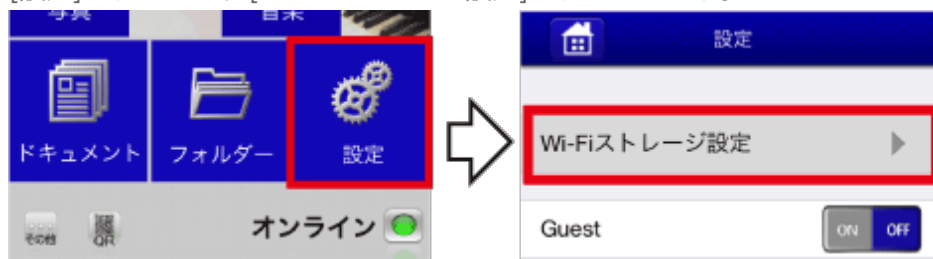 写真
音楽
ドキュメント
フォルダー
設定
その他
QR
オンライン
設定
Wi-Fiストレージ設定
Guest
ON
OFF